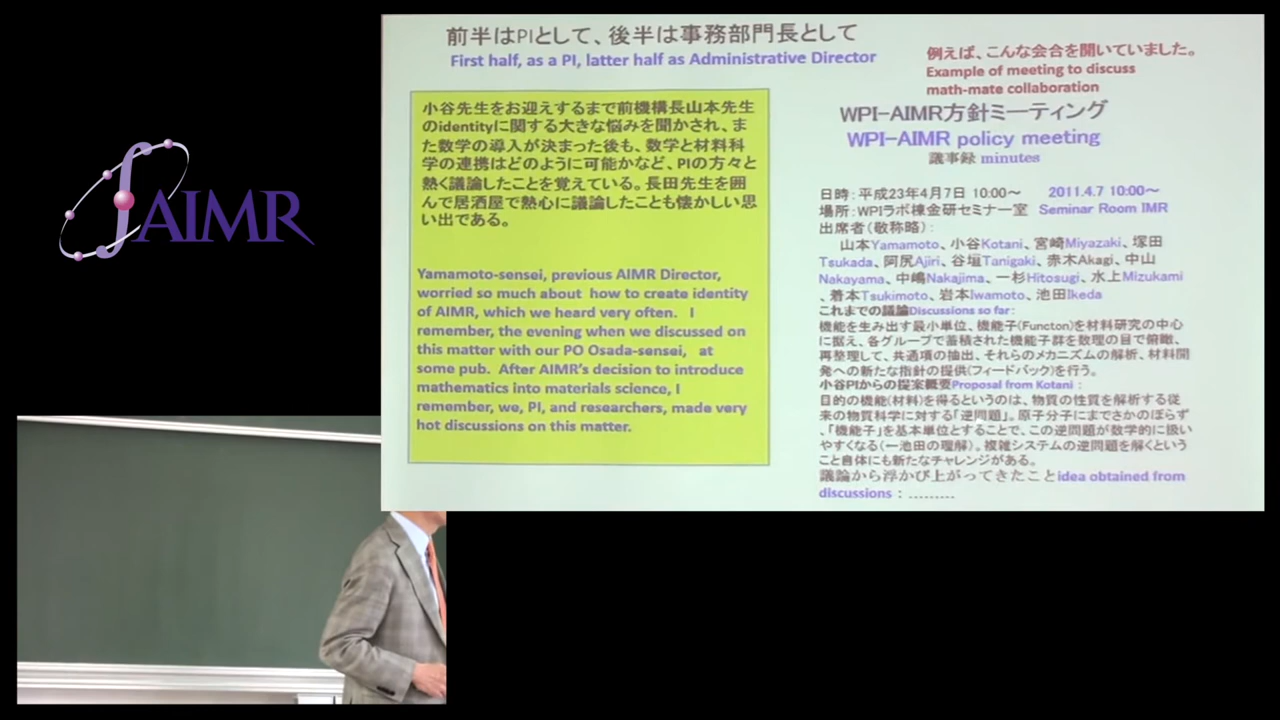 AIMR
前半はPIとして、後半は事務部門長として
First half, as a PI, latter half as Administrative Director
小谷先生をお迎えするまで前機構長山本先生
のidentityに関する大きな悩みを聞かされ、ま
た数学の導入が決まった後も、数学と材料科
学の連携はどのように可能かなど、PIの方々と
熱く議論したことを覚えている。長田先生を囲
んで居酒屋で熱心に議論したことも懐かしい思
い出である。
Yamamoto-sensei, previous AIMR Director,
worried so much about how to create identity
of AIMR, which we heard very often. I
remember, the evening when we discussed on
this matter with our PO Osada-sensei, at
some pub. After AIMR's decision to introduce
mathematics into materials science, I
remember, we, PI, and researchers, made very
hot discussions on this matter.
例えば、こんな会合を開いていました。
Example of meeting to discuss
math-mate collaboration
WPI-AIMR方針ミーティング
WPI-AIMR policy meeting
議事録 minutes
日時：平成23年4月7日 10:00～ 2011.4.7 10:00～
場所：WPIラボ棟金研セミナー室 Seminar Room IMR
出席者（敬称略）：
山本Yamamoto、小谷Kotani、宮崎Miyazaki、塚田
Tsukada、阿尻Ajiri、谷垣Tanigaki、赤木Akagi、中山
Nakayama、中嶋Nakajima、一杉Hitosugi、水上Mizukami
、着本Tsukimoto、岩本Iwamoto、池田Ikeda
これまでの議論Discussions so far：
機能を生み出す最小単位、機能子(Functon)を材料研究の中心
に据え、各グループで蓄積された機能子群を数理の目で俯瞰、
再整理して、共通項の抽出、それらのメカニズムの解析、材料開
発への新たな指針の提供(フィードバック)を行う。
小谷PIからの提案概要Proposal from Kotani：
目的の機能(材料)を得るというのは、物質の性質を解析する従
来の物質科学に対する「逆問題」。原子分子にまでさかのぼらず
、「機能子」を基本単位とすることで、この逆問題が数学的に扱い
やすくなる(－池田の理解)。複雑システムの逆問題を解くという
こと自体にも新たなチャレンジがある。
議論から浮かび上がってきたことidea obtained from
discussions：.........